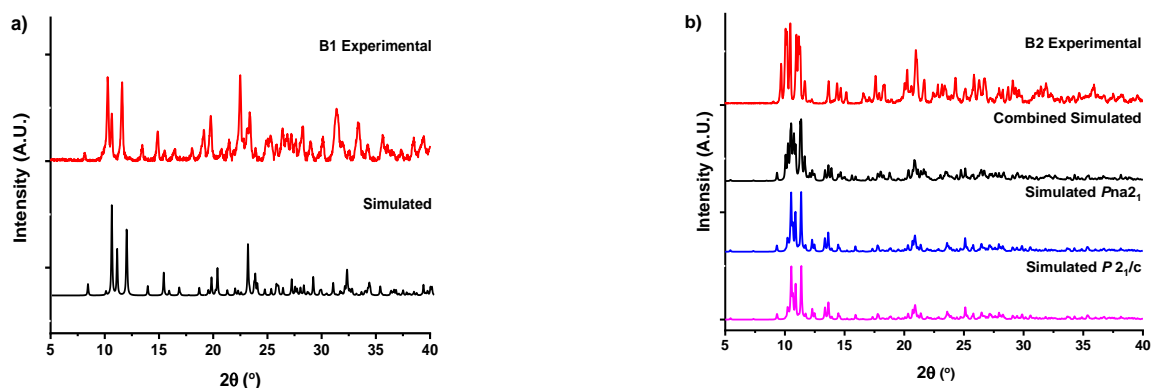 a)
B1 Experimental
Simulated
Intensity (A.U.)
5 10 15 20 25 30 35 40
2θ (º)
b)
B2 Experimental
Combined Simulated
Simulated Pna2₁
Simulated P 2₁/c
Intensity (A.U.)
5 10 15 20 25 30 35 40
2θ (º)